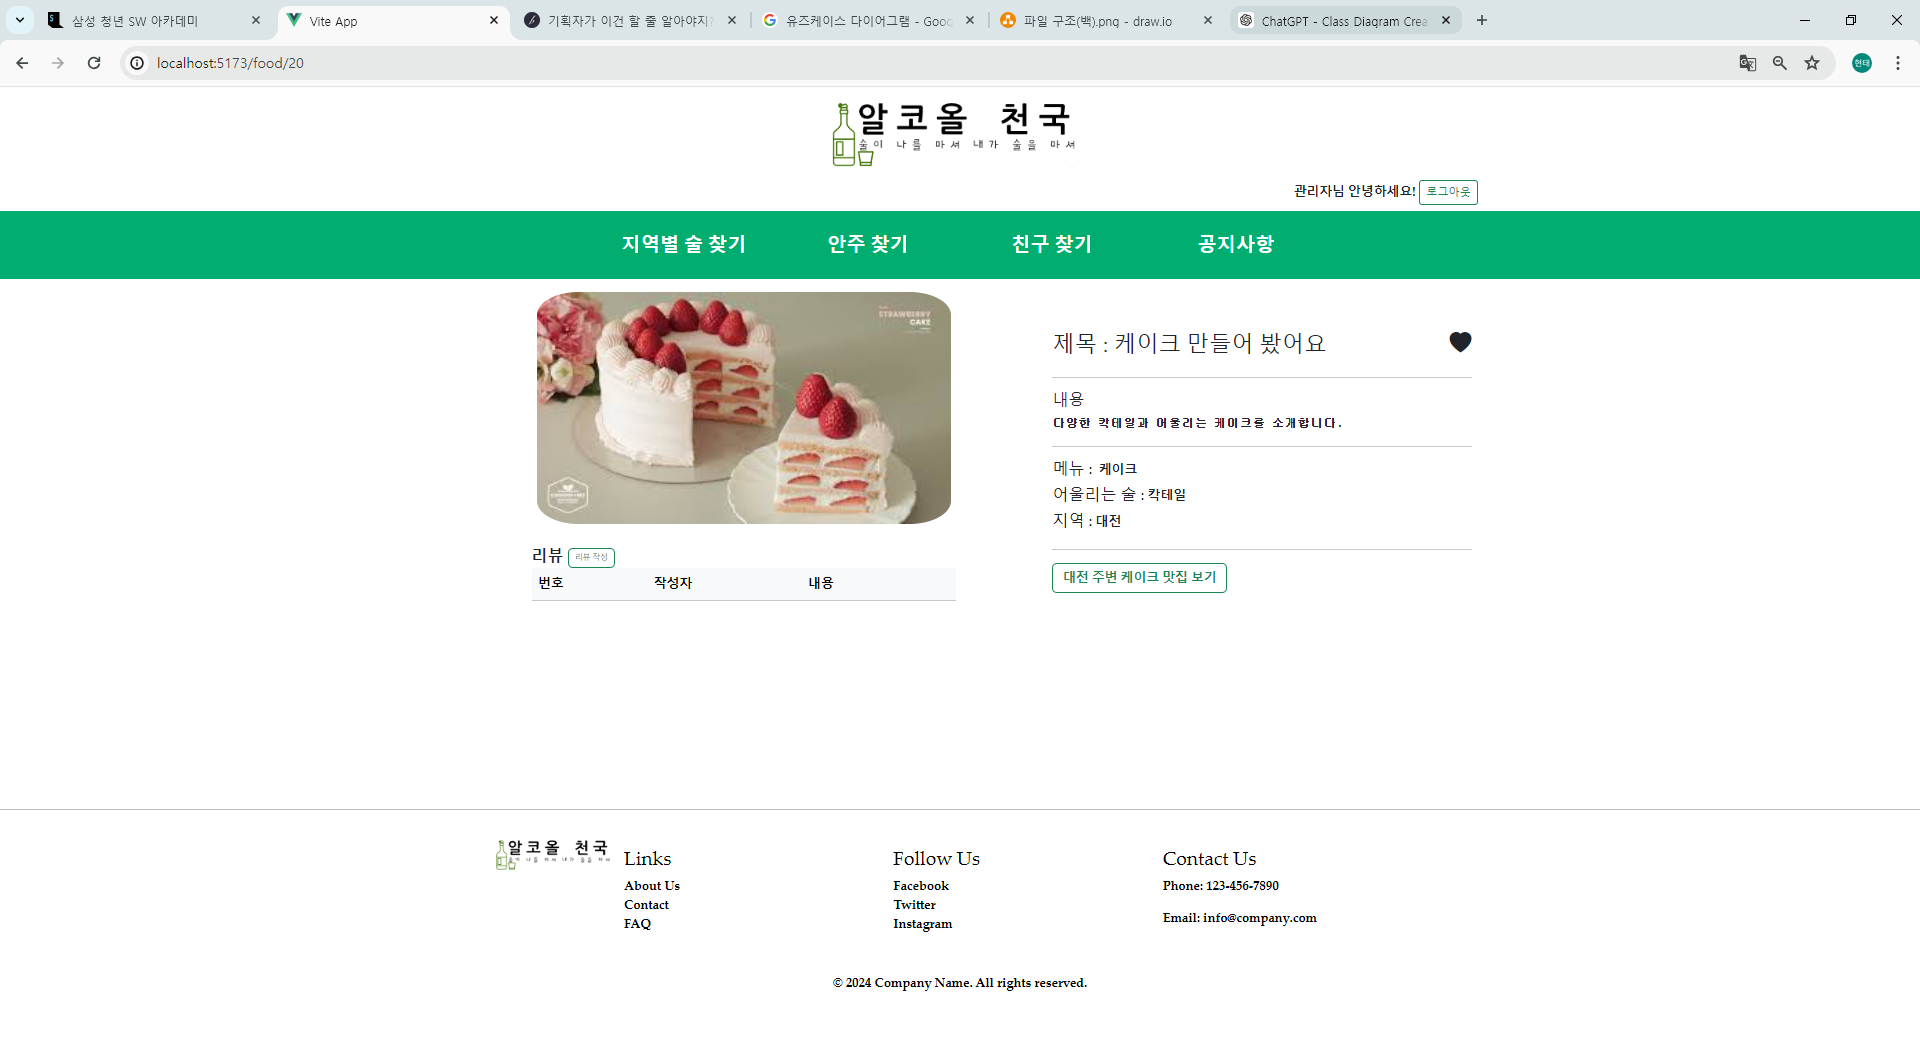 삼성 청년 SW 아카데미
Vite App
기획자가 이건 할 줄 알아야지?
유즈케이스 다이어그램 - Goog
파일 구조(백).png - draw.io
ChatGPT - Class Diagram Crea
localhost:5173/food/20
현태
알코올 천국
술이 나를 마셔 내가 술을 마셔
관리자님 안녕하세요! 로그아웃
지역별 술 찾기 안주 찾기 친구 찾기 공지사항
STRAWBERRY
CAKE
제목 : 케이크 만들어 봤어요
내용
다양한 칵테일과 어울리는 케이크를 소개합니다.
메뉴 : 케이크
어울리는 술 : 칵테일
지역 : 대전
대전 주변 케이크 맛집 보기
리뷰 리뷰 작성
번호 작성자 내용
알코올 천국
술이 나를 마셔 내가 술을 마셔
Links
About Us
Contact
FAQ
Follow Us
Facebook
Twitter
Instagram
Contact Us
Phone: 123-456-7890
Email: info@company.com
© 2024 Company Name. All rights reserved.